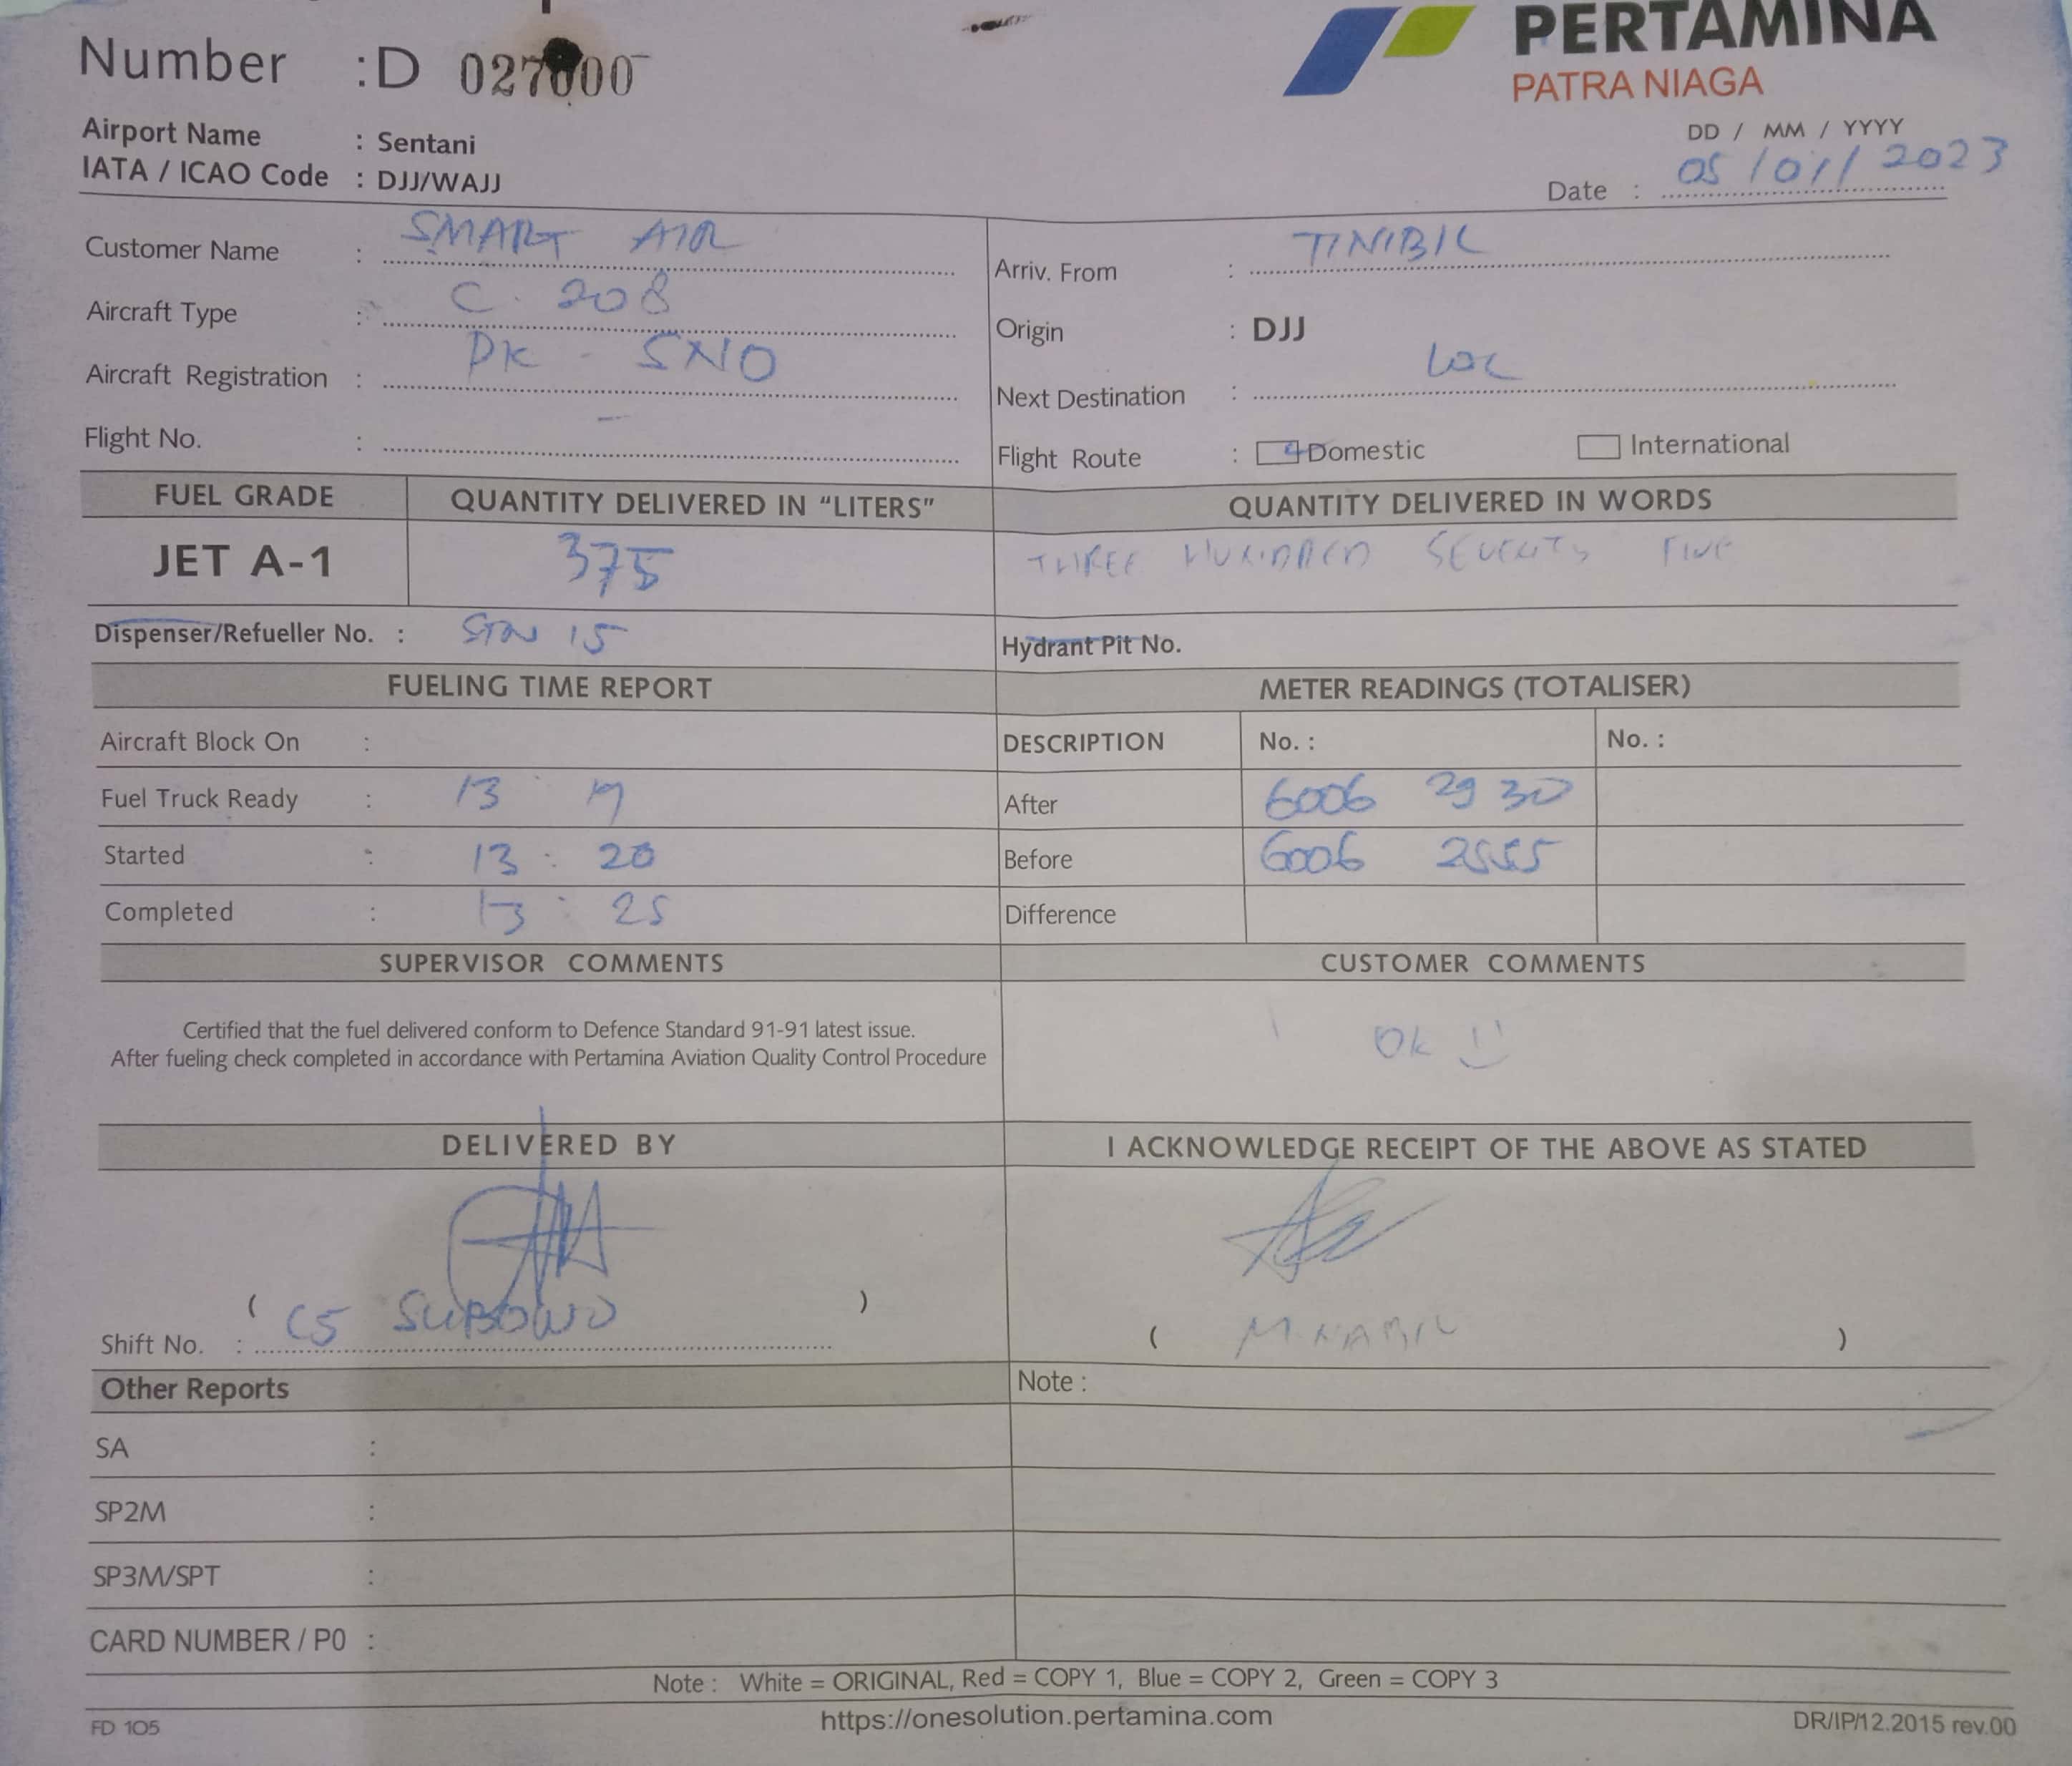 PERTAMINA
PATRA NIAGA
Number : D 027000
Airport Name : Sentani
IATA / ICAO Code : DJJ/WAJJ
DD / MM / YYYY
Date : 05/01/2023
Customer Name : SMART AIR
Aircraft Type : C. 208
Aircraft Registration : PK - SNO
Flight No. : -
Arriv. From : TINIBIL
Origin : DJJ
Next Destination :
Flight Route : Domestic International
FUEL GRADE QUANTITY DELIVERED IN "LITERS" QUANTITY DELIVERED IN WORDS
JET A-1 375 THREE HUNDRED SEVENTY FIVE
Dispenser/Refueller No. : STN 15 Hydrant Pit No.
FUELING TIME REPORT METER READINGS (TOTALISER)
Aircraft Block On : DESCRIPTION No. : No. :
Fuel Truck Ready : 13 : 19 After 6006 2930
Started : 13 : 20 Before 6006 2555
Completed : 13 : 25 Difference
SUPERVISOR COMMENTS CUSTOMER COMMENTS
Certified that the fuel delivered conform to Defence Standard 91-91 latest issue.
After fueling check completed in accordance with Pertamina Aviation Quality Control Procedure
OK
DELIVERED BY I ACKNOWLEDGE RECEIPT OF THE ABOVE AS STATED
( )
Shift No. : C5 SUBOWO
( M. NABIL )
Other Reports Note :
SA :
SP2M :
SP3M/SPT :
CARD NUMBER / P0 :
Note : White = ORIGINAL, Red = COPY 1, Blue = COPY 2, Green = COPY 3
FD 105 https://onesolution.pertamina.com DR/IP/12.2015 rev.00